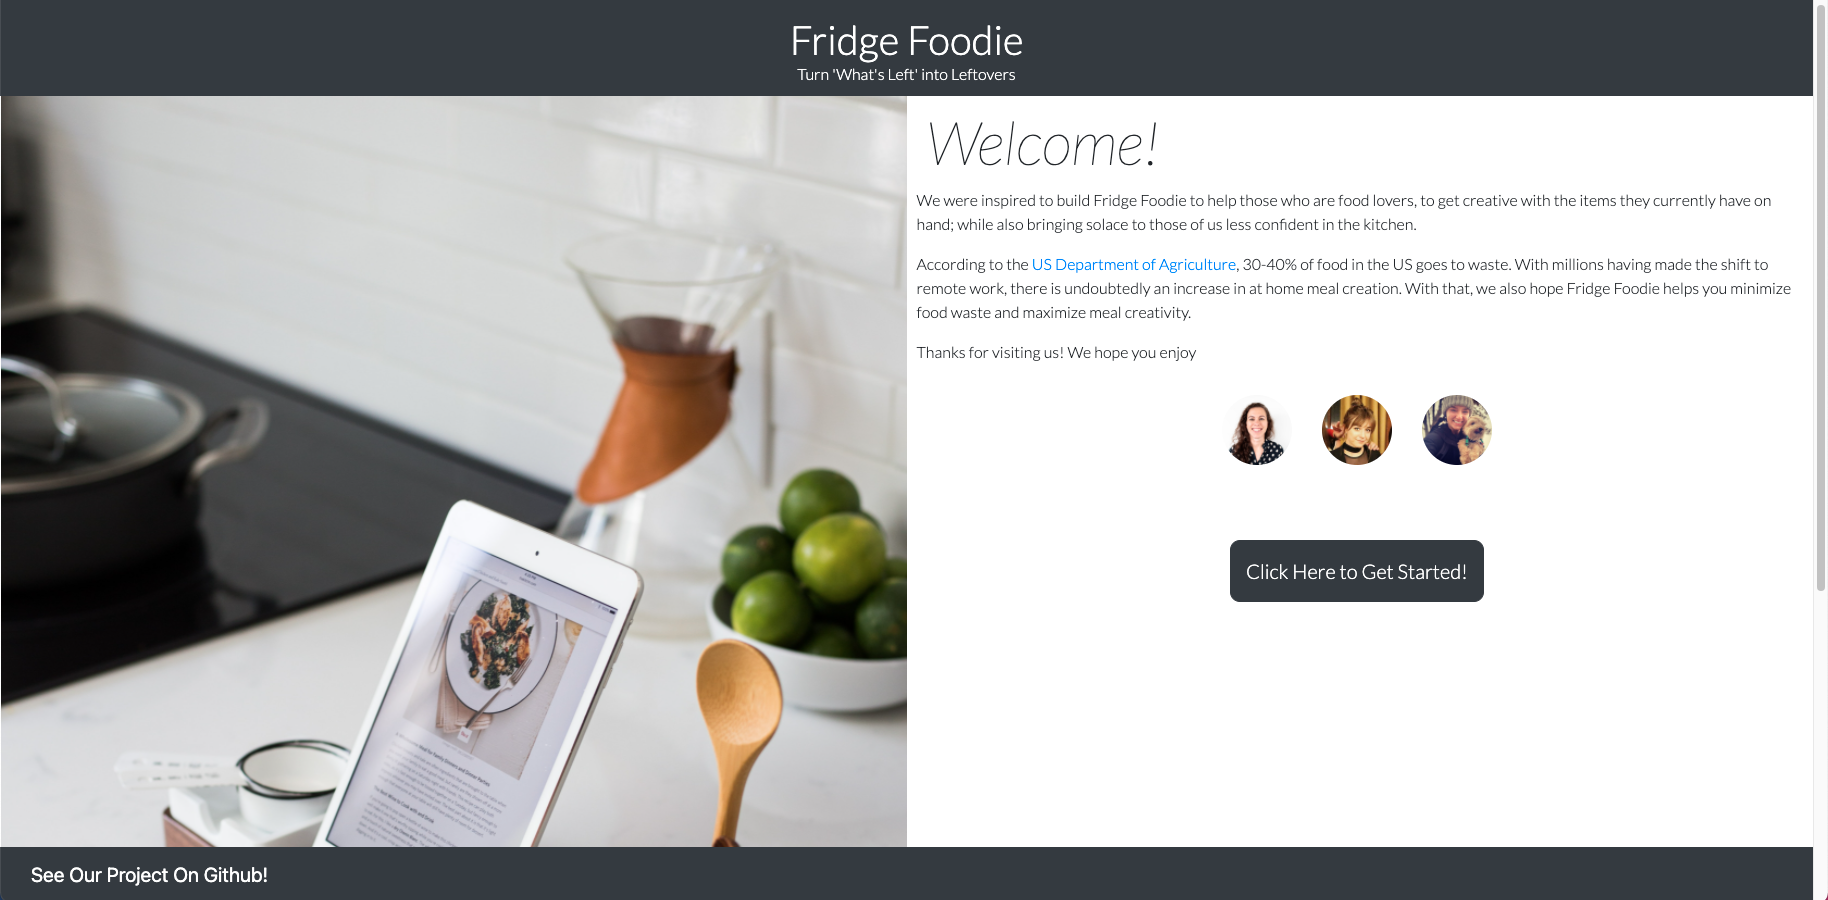 Fridge Foodie
Turn 'What's Left' into Leftovers
Welcome!
We were inspired to build Fridge Foodie to help those who are food lovers, to get creative with the items they currently have on
hand; while also bringing solace to those of us less confident in the kitchen.
According to the US Department of Agriculture, 30-40% of food in the US goes to waste. With millions having made the shift to
remote work, there is undoubtedly an increase in at home meal creation. With that, we also hope Fridge Foodie helps you minimize
food waste and maximize meal creativity.
Thanks for visiting us! We hope you enjoy
Click Here to Get Started!
See Our Project On Github!